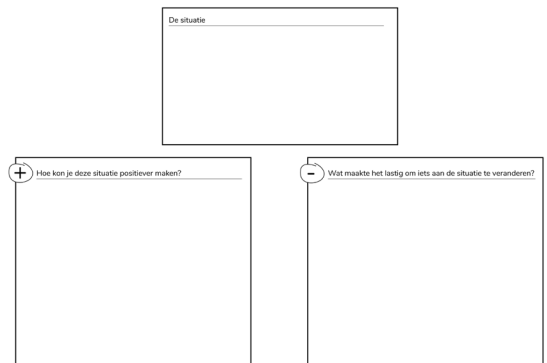 De situatie
+ Hoe kon je deze situatie positiever maken?
- Wat maakte het lastig om iets aan de situatie te veranderen?